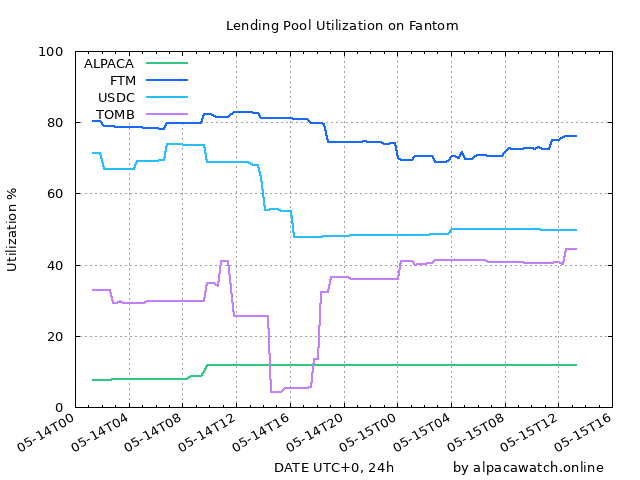 Lending Pool Utilization on Fantom
Utilization %
100
80
60
40
20
0
ALPACA
FTM
USDC
TOMB
05-14T00
05-14T04
05-14T08
05-14T12
05-14T16
05-14T20
05-15T00
05-15T04
05-15T08
05-15T12
05-15T16
DATE UTC+0, 24h
by alpacawatch.online